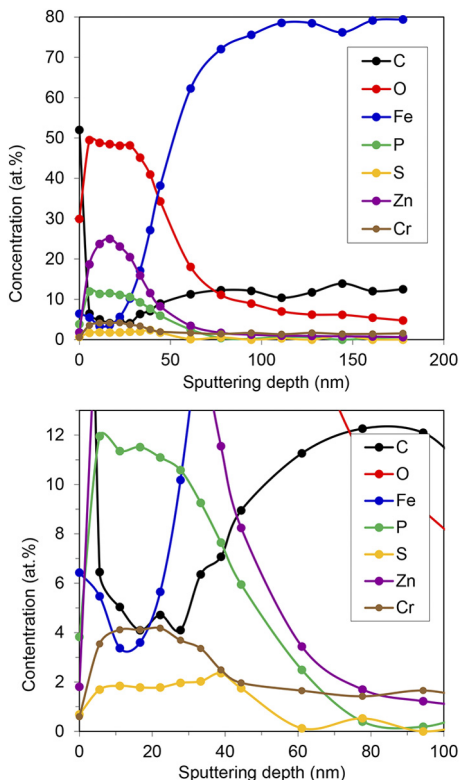 80
70
60
50
40
30
20
10
0
Concentration (at.%)
C
O
Fe
P
S
Zn
Cr
0 50 100 150 200
Sputtering depth (nm)
12
10
8
6
4
2
0
Contentration (at.%)
C
O
Fe
P
S
Zn
Cr
0 20 40 60 80 100
Sputtering depth (nm)